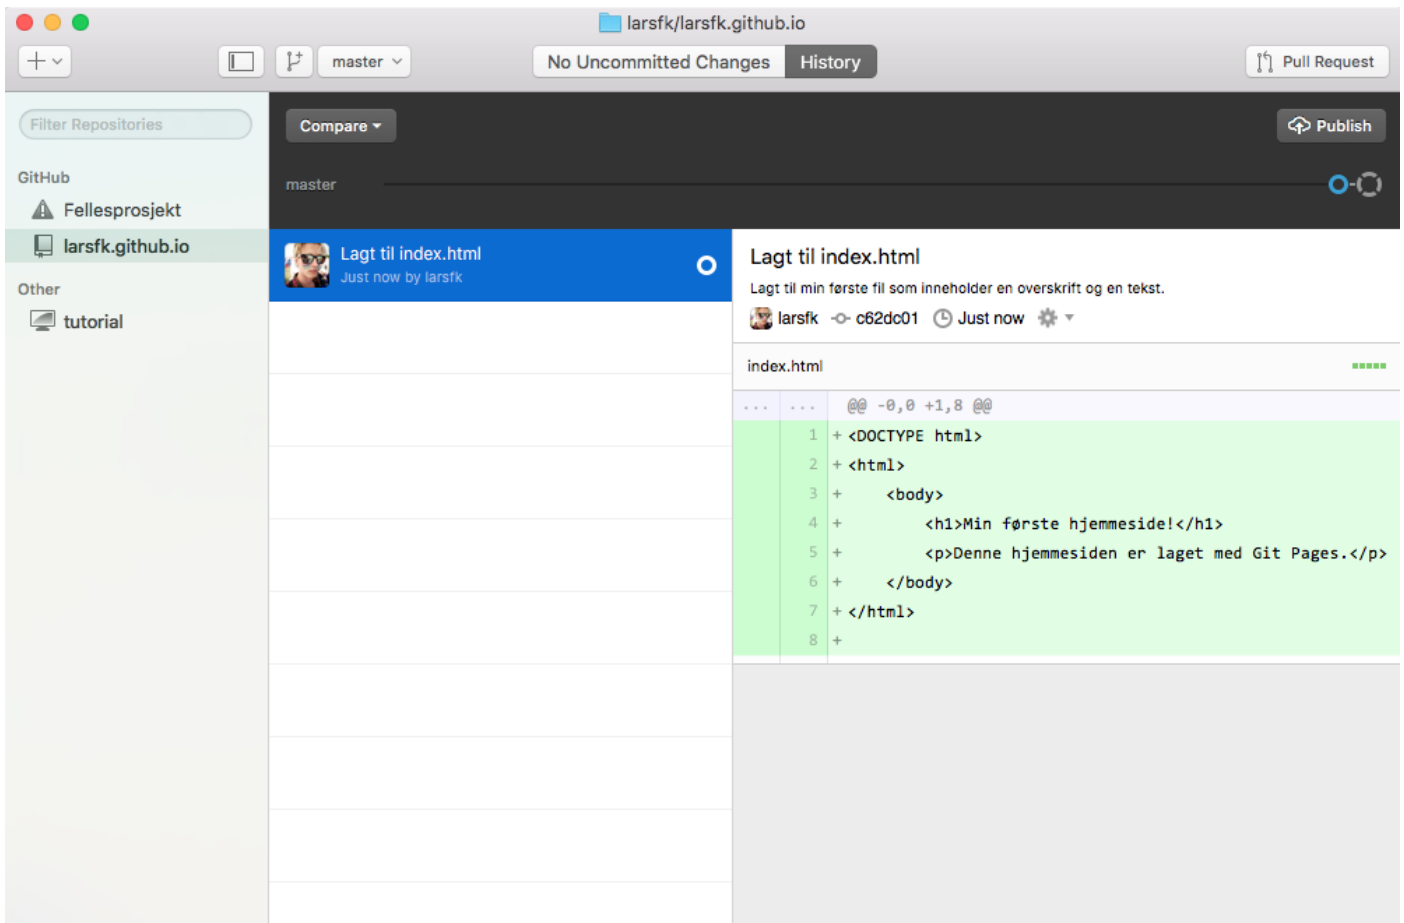 larsfk/larsfk.github.io
master
No Uncommitted Changes
History
Pull Request
Filter Repositories
GitHub
Fellesprosjekt
larsfk.github.io
Other
tutorial
Compare
Publish
master
Lagt til index.html
Just now by larsfk
Lagt til index.html
Lagt til min første fil som inneholder en overskrift og en tekst.
larsfk c62dc01 Just now
index.html
... ... @@ -0,0 +1,8 @@
1 + <DOCTYPE html>
2 + <html>
3 + <body>
4 + <h1>Min første hjemmeside!</h1>
5 + <p>Denne hjemmesiden er laget med Git Pages.</p>
6 + </body>
7 + </html>
8 +